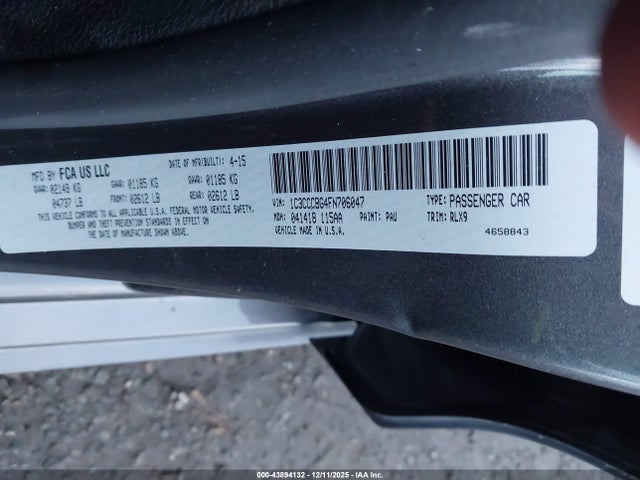 MFD BY FCA US LLC DATE OF MFR(BUILT): 4-15
GVWR: 02149 KG GAWR: 01185 KG GAWR: 01185 KG
04737 LB 02612 LB 02612 LB
THIS VEHICLE CONFORMS TO ALL APPLICABLE U.S.A. FEDERAL MOTOR VEHICLE SAFETY,
BUMPER AND THEFT PREVENTION STANDARDS IN EFFECT ON
THE DATE OF MANUFACTURE SHOWN ABOVE.
VIN: 1C3CCCBG4FN706047 TYPE: PASSENGER CAR
MDH: 041418 115AA PAINT: PAU TRIM: RLX9
VEHICLE MADE IN U.S.A. 4658843
00-43894132 - 12/11/2025 - IAA Inc.